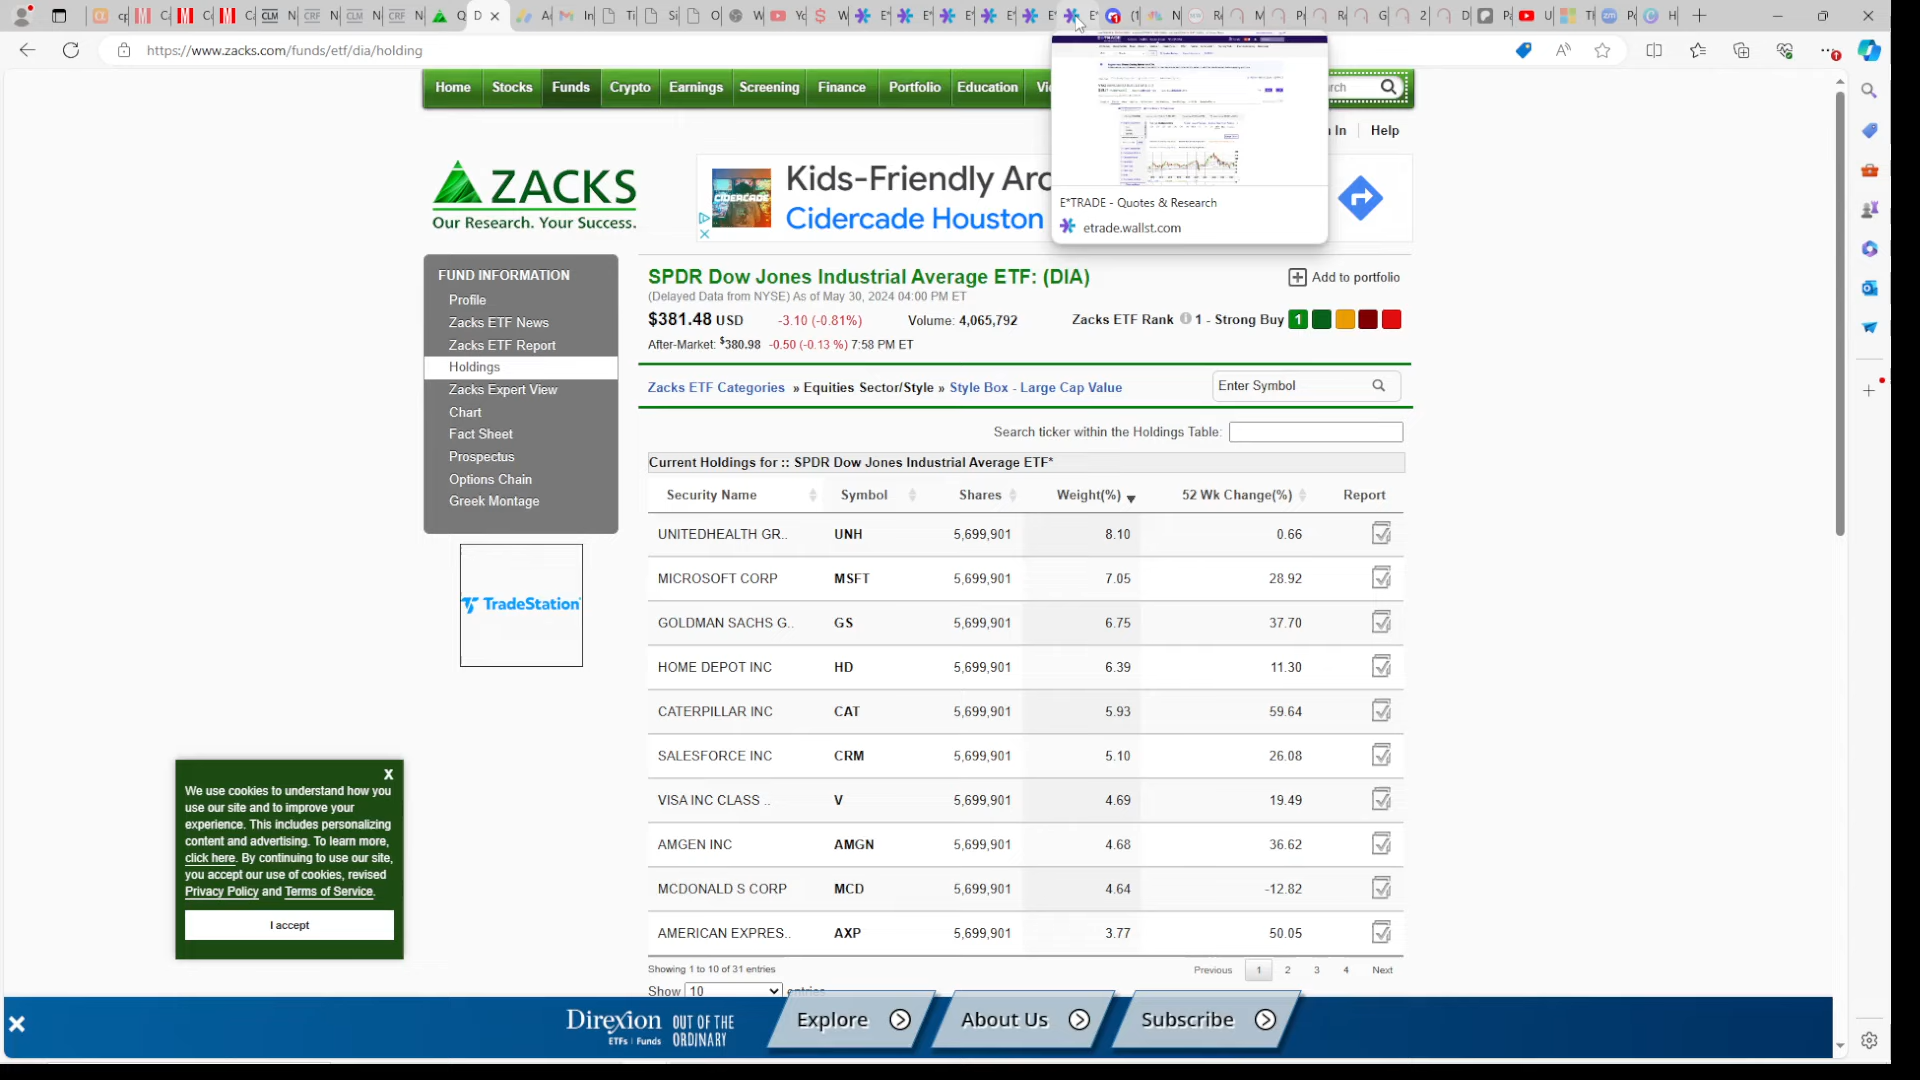 https://www.zacks.com/funds/etf/dia/holding
Home Stocks Funds Crypto Earnings Screening Finance Portfolio Education
Help
ZACKS
Our Research. Your Success.
CIDERCADE
Kids-Friendly
Cidercade Houston
E*TRADE - Quotes & Research
etrade.wallst.com
FUND INFORMATION
Profile
Zacks ETF News
Zacks ETF Report
Holdings
Zacks Expert View
Chart
Fact Sheet
Prospectus
Options Chain
Greek Montage
TradeStation
SPDR Dow Jones Industrial Average ETF: (DIA)
Add to portfolio
(Delayed Data from NYSE) As of May 30, 2024 04:00 PM ET
$381.48 USD -3.10 (-0.81%) Volume: 4,065,792 Zacks ETF Rank 1 - Strong Buy 1
After-Market: $380.98 -0.50 (-0.13 %) 7:58 PM ET
Zacks ETF Categories » Equities Sector/Style » Style Box - Large Cap Value
Enter Symbol
Search ticker within the Holdings Table:
Current Holdings for :: SPDR Dow Jones Industrial Average ETF*
Security Name Symbol Shares Weight(%) 52 Wk Change(%) Report
UNITEDHEALTH GR.. UNH 5,699,901 8.10 0.66
MICROSOFT CORP MSFT 5,699,901 7.05 28.92
GOLDMAN SACHS G.. GS 5,699,901 6.75 37.70
HOME DEPOT INC HD 5,699,901 6.39 11.30
CATERPILLAR INC CAT 5,699,901 5.93 59.64
SALESFORCE INC CRM 5,699,901 5.10 26.08
VISA INC CLASS .. V 5,699,901 4.69 19.49
AMGEN INC AMGN 5,699,901 4.68 36.62
MCDONALD S CORP MCD 5,699,901 4.64 -12.82
AMERICAN EXPRES.. AXP 5,699,901 3.77 50.05
Showing 1 to 10 of 31 entries
Previous 1 2 3 4 Next
Show 10 entries
X
We use cookies to understand how you
use our site and to improve your
experience. This includes personalizing
content and advertising. To learn more,
click here. By continuing to use our site,
you accept our use of cookies, revised
Privacy Policy and Terms of Service.
I accept
Direxion
ETFs | Funds
OUT OF THE
ORDINARY
Explore
About Us
Subscribe